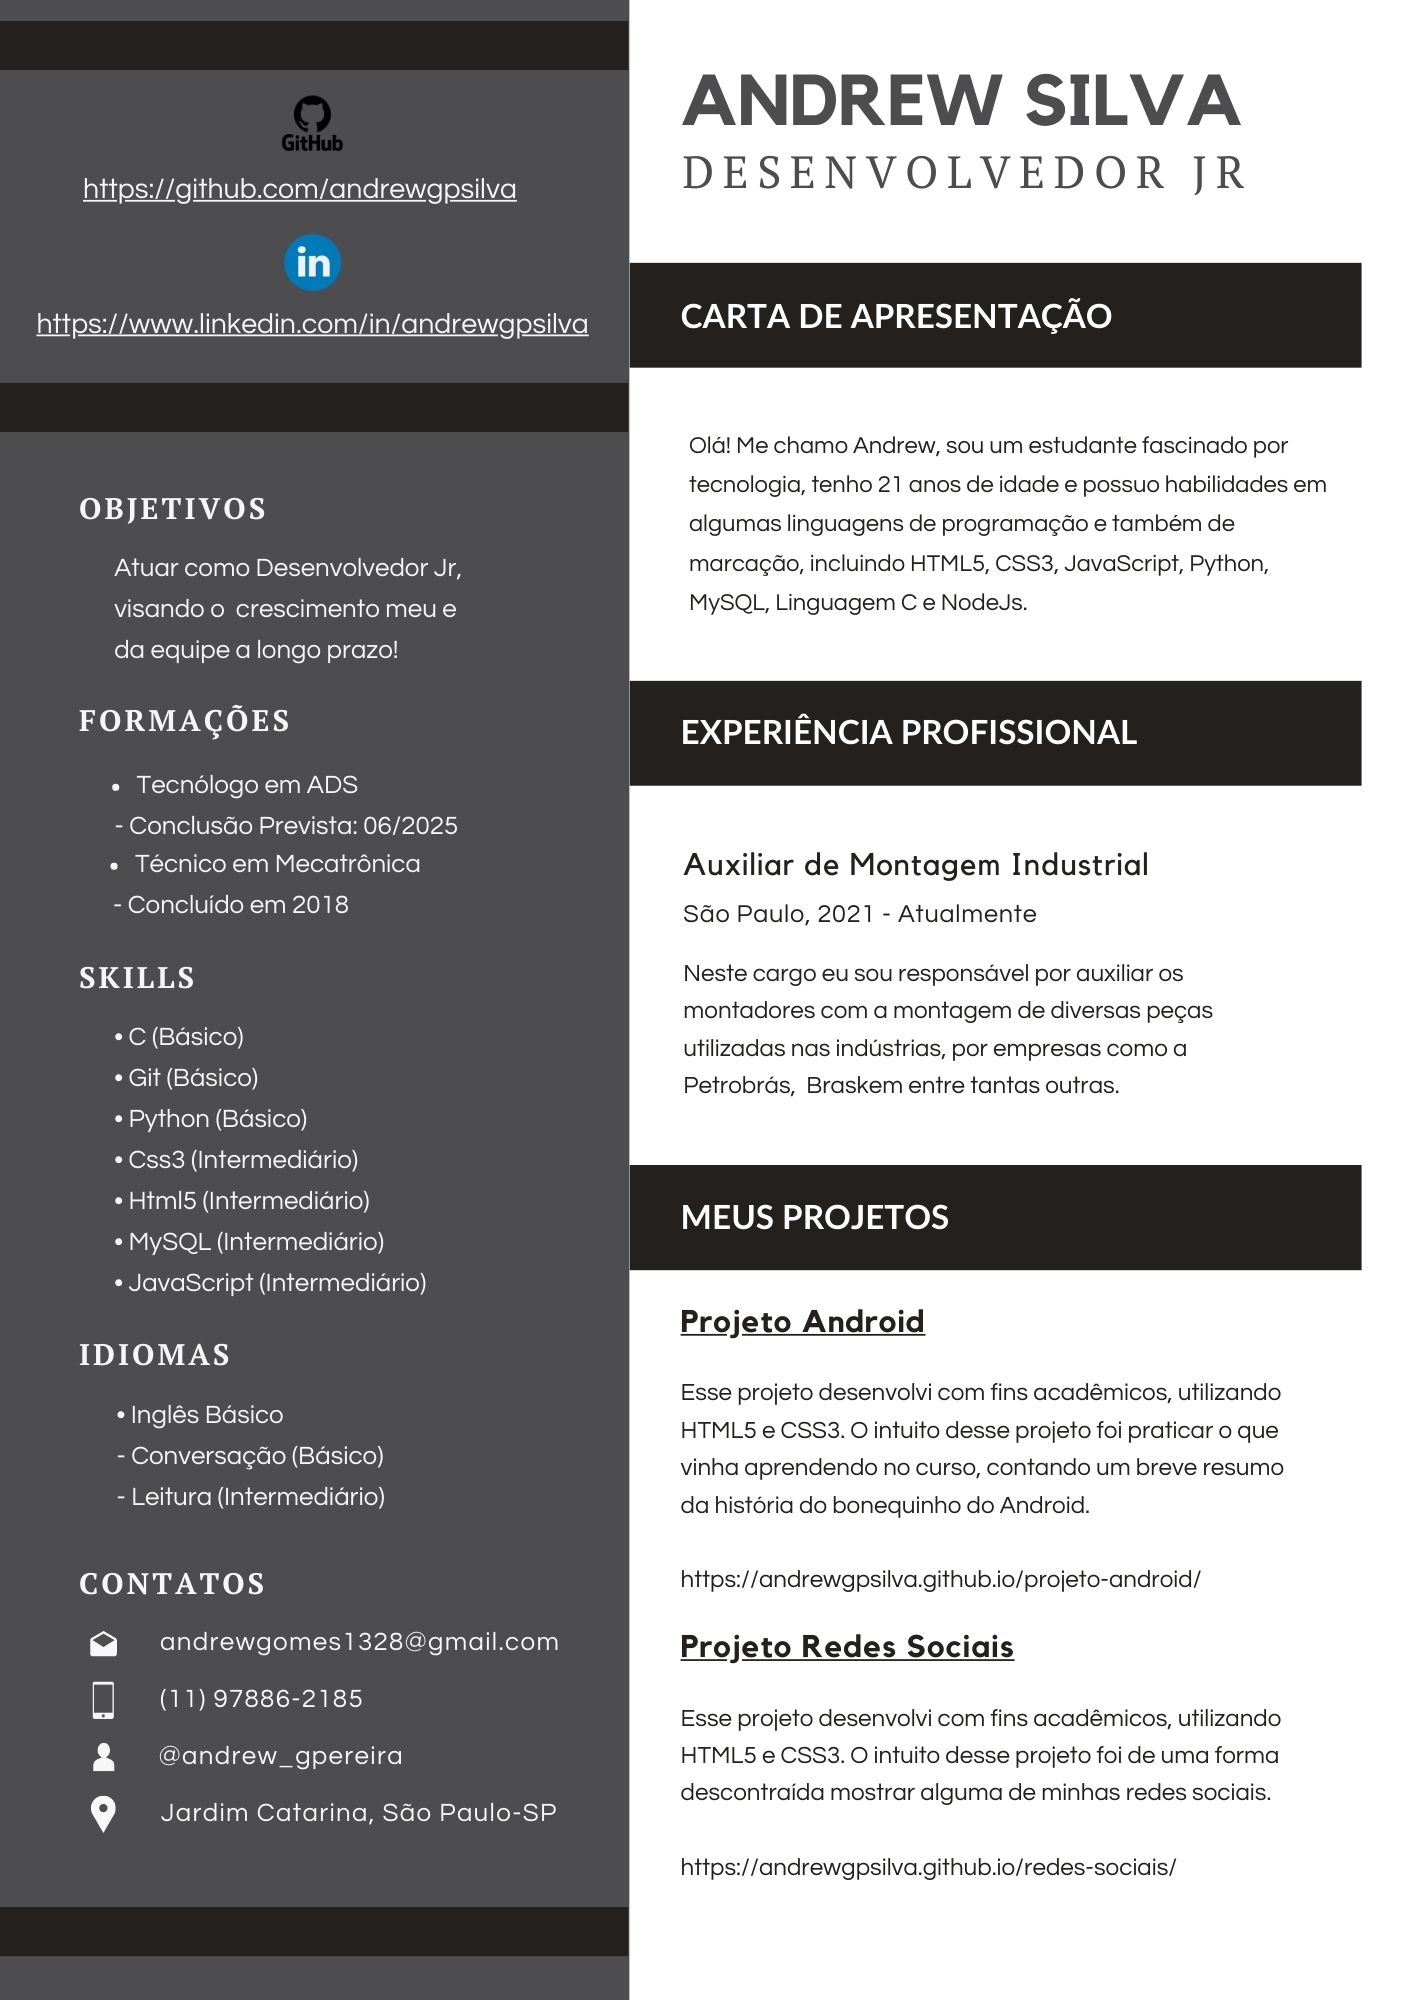 GitHub
https://github.com/andrewgpsilva
in
https://www.linkedin.com/in/andrewgpsilva
OBJETIVOS
Atuar como Desenvolvedor Jr,
visando o  crescimento meu e
da equipe a longo prazo!
FORMAÇÕES
• Tecnólogo em ADS
- Conclusão Prevista: 06/2025
• Técnico em Mecatrônica
- Concluído em 2018
SKILLS
• C (Básico)
• Git (Básico)
• Python (Básico)
• Css3 (Intermediário)
• Html5 (Intermediário)
• MySQL (Intermediário)
• JavaScript (Intermediário)
IDIOMAS
• Inglês Básico
- Conversação (Básico)
- Leitura (Intermediário)
CONTATOS
andrewgomes1328@gmail.com
(11) 97886-2185
@andrew_gpereira
Jardim Catarina, São Paulo-SP
ANDREW SILVA
DESENVOLVEDOR JR
CARTA DE APRESENTAÇÃO
Olá! Me chamo Andrew, sou um estudante fascinado por
tecnologia, tenho 21 anos de idade e possuo habilidades em
algumas linguagens de programação e também de
marcação, incluindo HTML5, CSS3, JavaScript, Python,
MySQL, Linguagem C e NodeJs.
EXPERIÊNCIA PROFISSIONAL
Auxiliar de Montagem Industrial
São Paulo, 2021 - Atualmente
Neste cargo eu sou responsável por auxiliar os
montadores com a montagem de diversas peças
utilizadas nas indústrias, por empresas como a
Petrobrás,  Braskem entre tantas outras.
MEUS PROJETOS
Projeto Android
Esse projeto desenvolvi com fins acadêmicos, utilizando
HTML5 e CSS3. O intuito desse projeto foi praticar o que
vinha aprendendo no curso, contando um breve resumo
da história do bonequinho do Android.
https://andrewgpsilva.github.io/projeto-android/
Projeto Redes Sociais
Esse projeto desenvolvi com fins acadêmicos, utilizando
HTML5 e CSS3. O intuito desse projeto foi de uma forma
descontraída mostrar alguma de minhas redes sociais.
https://andrewgpsilva.github.io/redes-sociais/